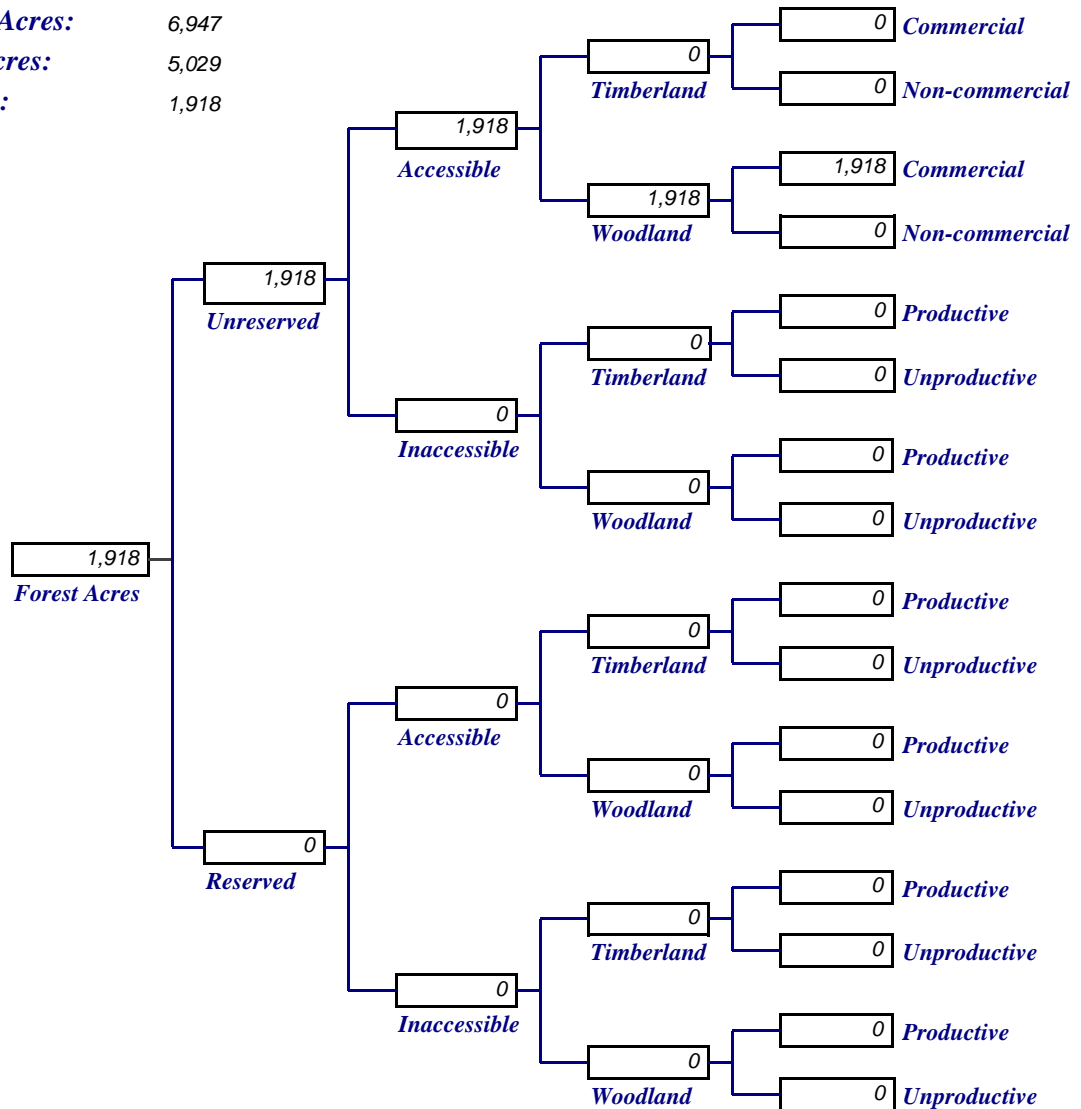 Acres: 6,947
cres: 5,029
: 1,918
0 Commercial
0
Timberland
0 Non-commercial
1,918
Accessible
1,918 Commercial
1,918
Woodland
0 Non-commercial
1,918
Unreserved
0 Productive
0
Timberland
0 Unproductive
0
Inaccessible
0 Productive
0
Woodland
0 Unproductive
1,918
Forest Acres
0 Productive
0
Timberland
0 Unproductive
0
Accessible
0 Productive
0
Woodland
0 Unproductive
0
Reserved
0 Productive
0
Timberland
0 Unproductive
0
Inaccessible
0 Productive
0
Woodland
0 Unproductive